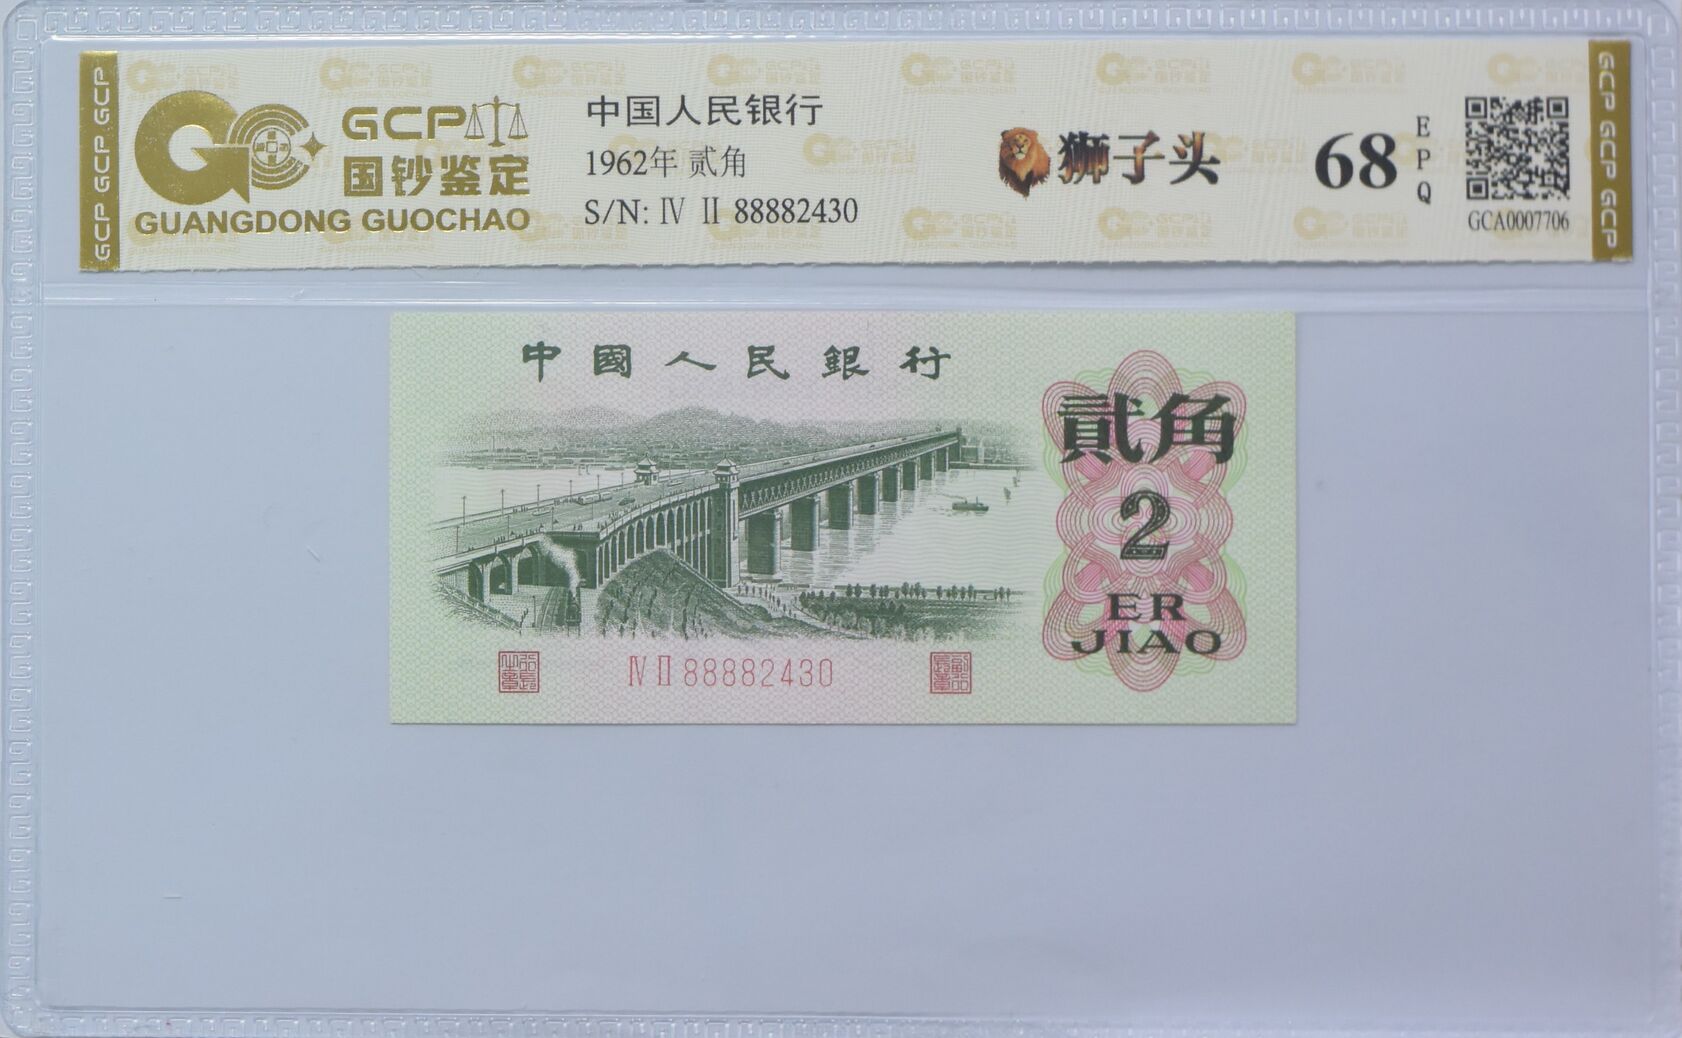 GCP GCP GCP
GCP
国钞鉴定
GUANGDONG GUOCHAO
中国人民银行
1962年 贰角
S/N: Ⅳ Ⅱ 88882430
狮子头
68
E
P
Q
GCA0007706
GCP GCP GCP GCP
中國人民銀行
貳角
2
ER
JIAO
Ⅳ Ⅱ 88882430